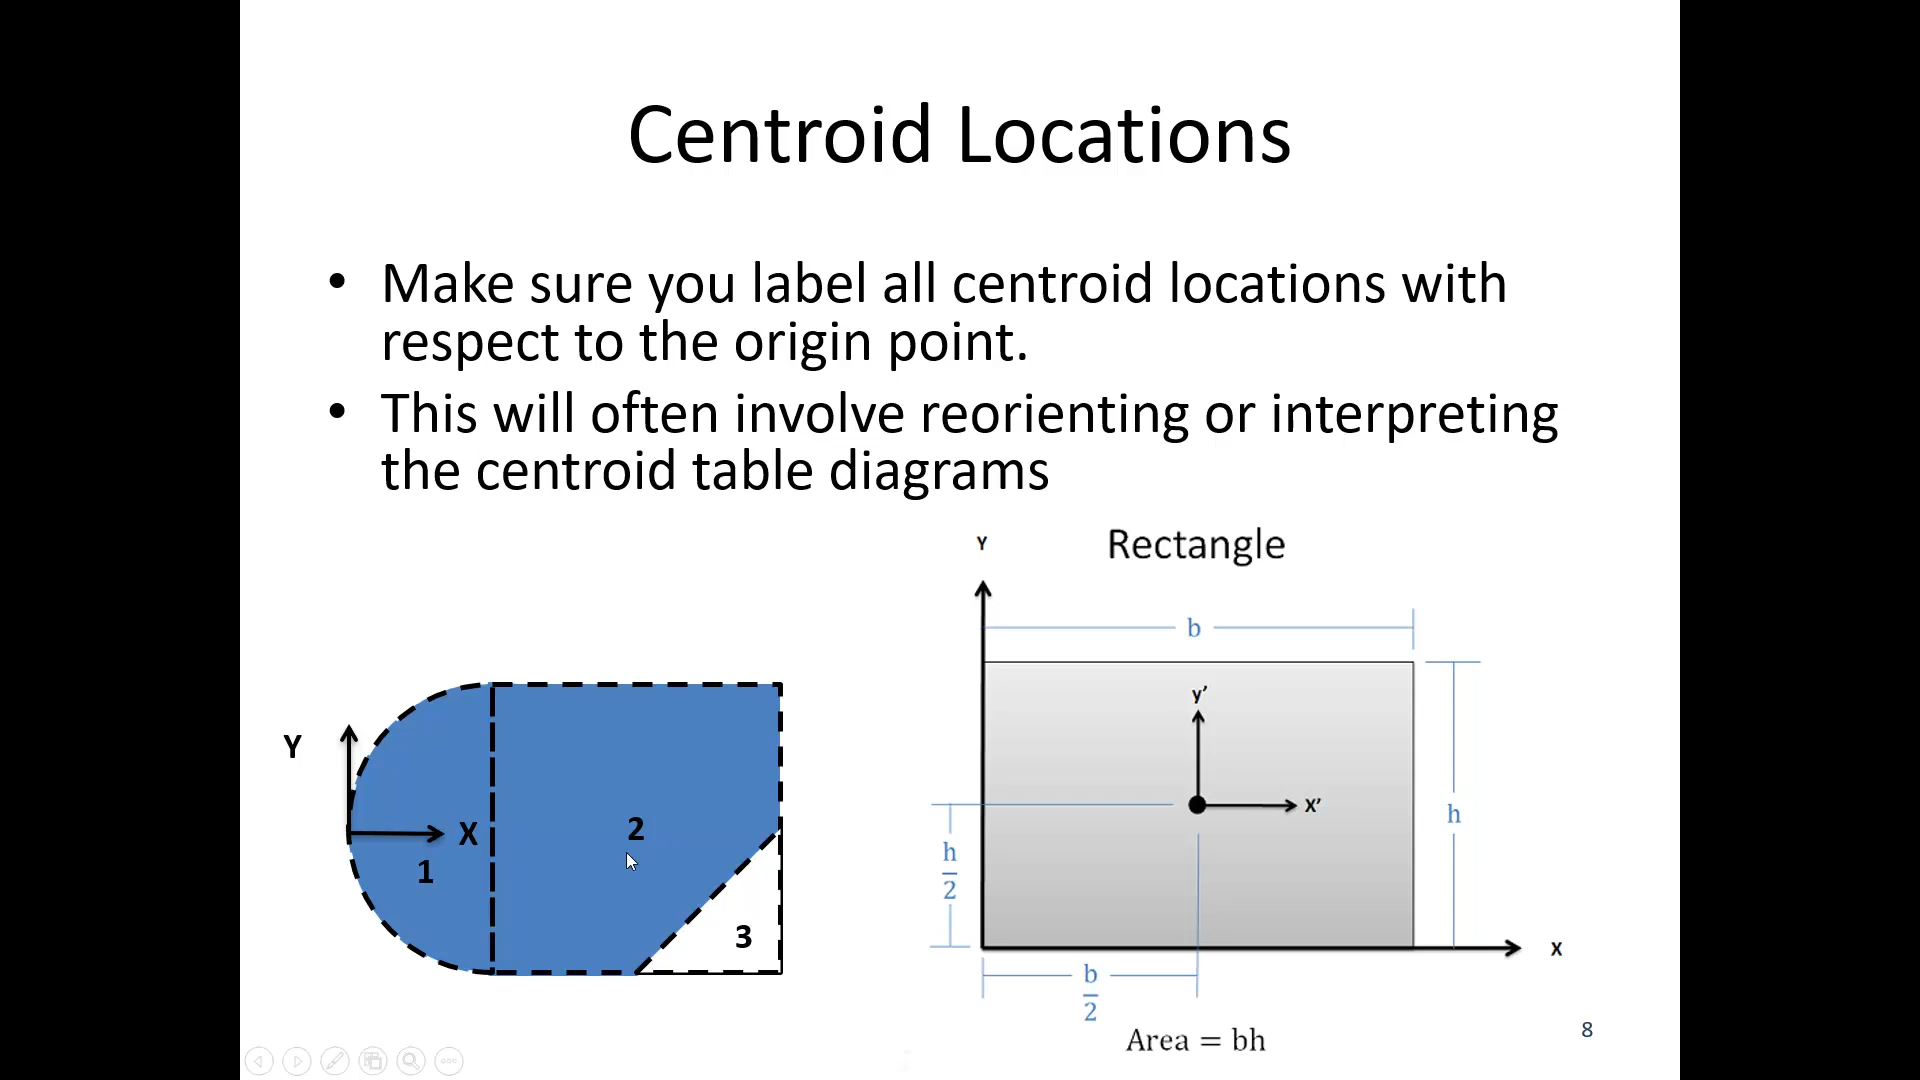 Centroid Locations
• Make sure you label all centroid locations with
respect to the origin point.
• This will often involve reorienting or interpreting
the centroid table diagrams
Y
X
1
2
3
Rectangle
Y
b
y’
X’
h
h
2
X
b
2
Area = bh
8